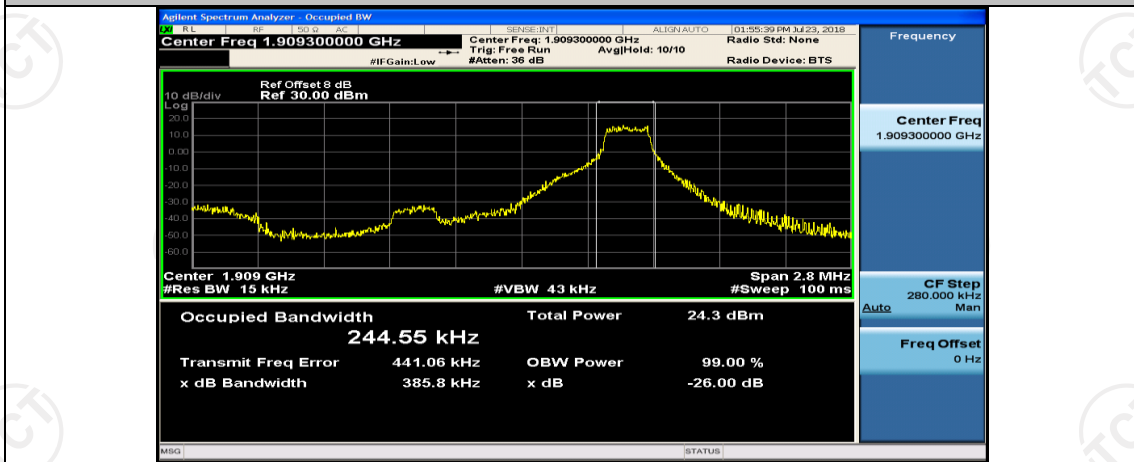 Agilent Spectrum Analyzer - Occupied BW
LXI RL RF 50 Ω AC SENSE:INT ALIGN AUTO 01:55:39 PM Jul 23, 2018
Center Freq 1.909300000 GHz Center Freq: 1.909300000 GHz Radio Std: None Frequency
Trig: Free Run Avg|Hold: 10/10
#IFGain:Low #Atten: 36 dB Radio Device: BTS
Ref Offset 8 dB
10 dB/div Ref 30.00 dBm
Log
20.0
10.0
0.00
-10.0
-20.0
-30.0
-40.0
-50.0
-60.0
Center 1.909 GHz Span 2.8 MHz
#Res BW 15 kHz #VBW 43 kHz #Sweep 100 ms
Occupied Bandwidth Total Power 24.3 dBm
244.55 kHz
Transmit Freq Error 441.06 kHz OBW Power 99.00 %
x dB Bandwidth 385.8 kHz x dB -26.00 dB
Center Freq
1.909300000 GHz
CF Step
280.000 kHz
Auto Man
Freq Offset
0 Hz
MSG STATUS
TCT
TCT
TCT
TCT